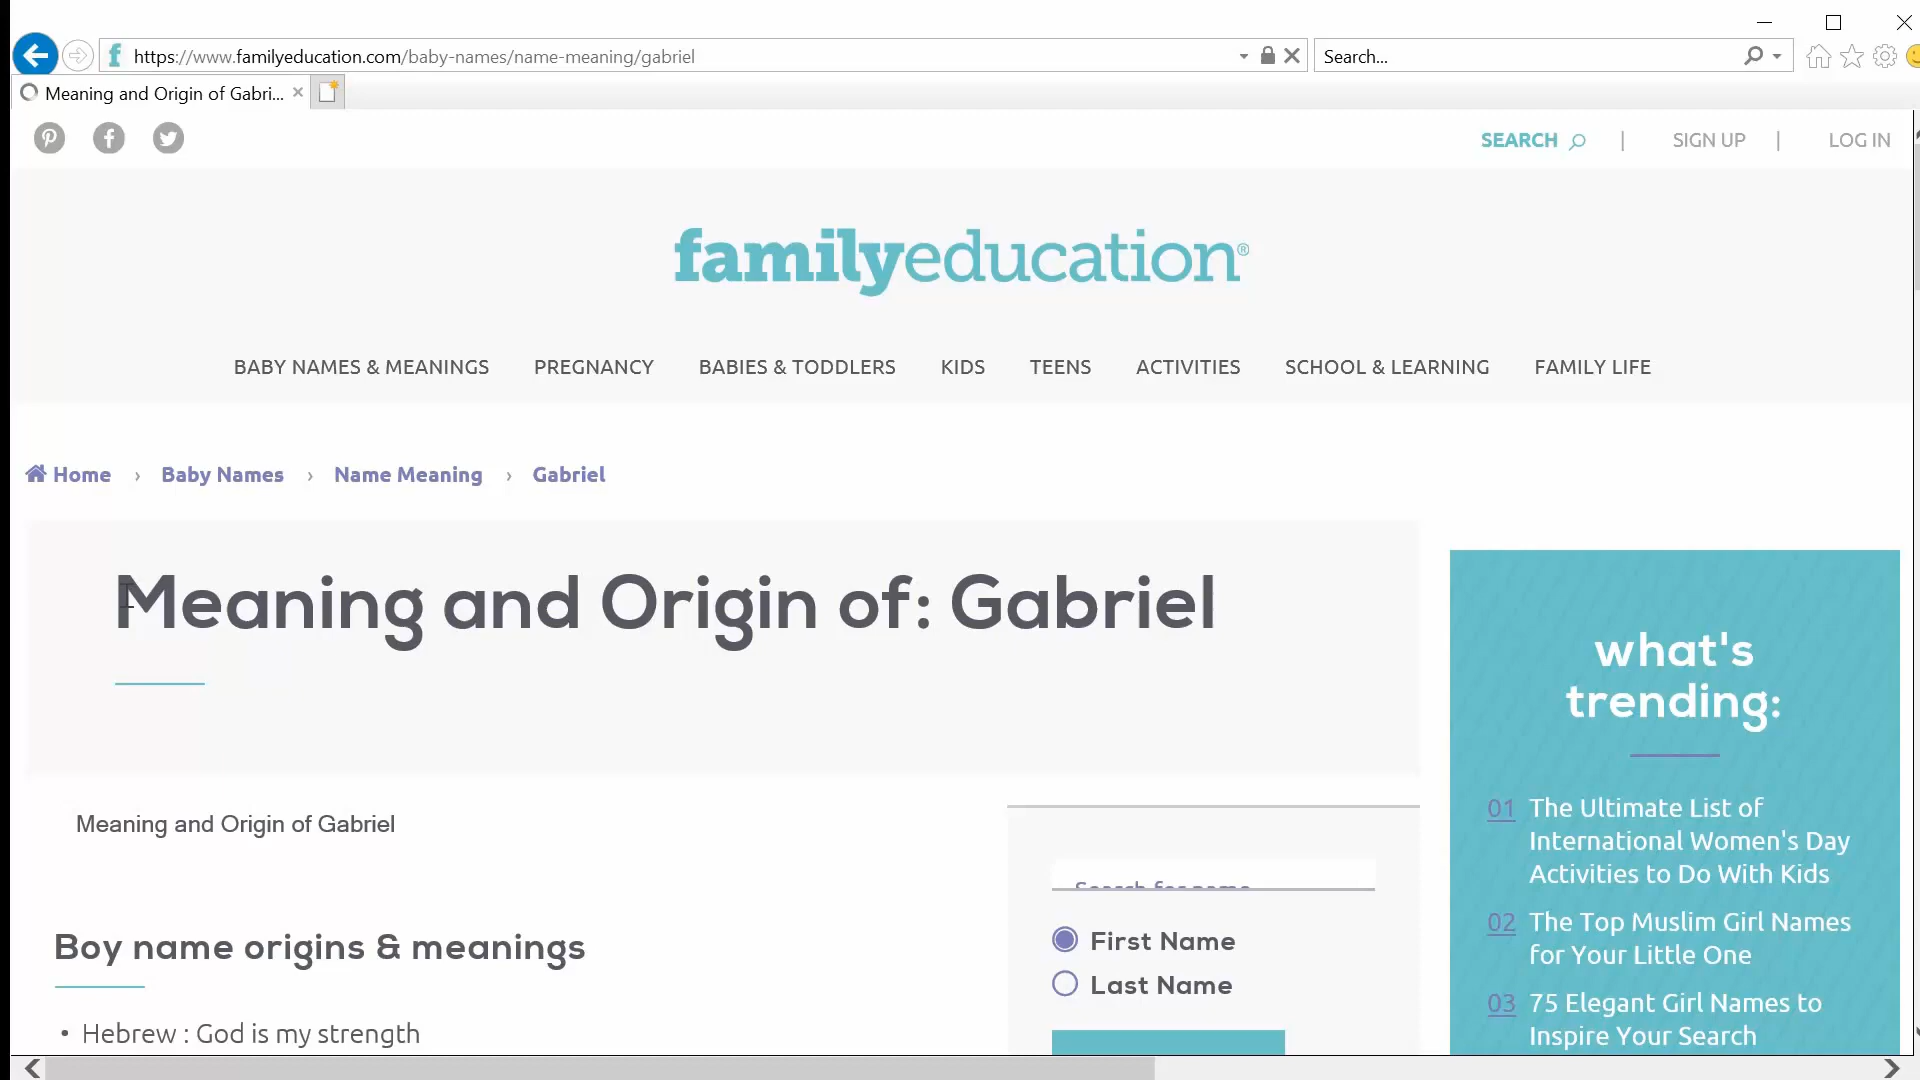 https://www.familyeducation.com/baby-names/name-meaning/gabriel
Search...
Meaning and Origin of Gabri...
SEARCH | SIGN UP | LOG IN
familyeducation®
BABY NAMES & MEANINGS PREGNANCY BABIES & TODDLERS KIDS TEENS ACTIVITIES SCHOOL & LEARNING FAMILY LIFE
Home › Baby Names › Name Meaning › Gabriel
Meaning and Origin of: Gabriel
Meaning and Origin of Gabriel
Boy name origins & meanings
• Hebrew : God is my strength
Search for name
First Name
Last Name
what's
trending:
01 The Ultimate List of
International Women's Day
Activities to Do With Kids
02 The Top Muslim Girl Names
for Your Little One
03 75 Elegant Girl Names to
Inspire Your Search